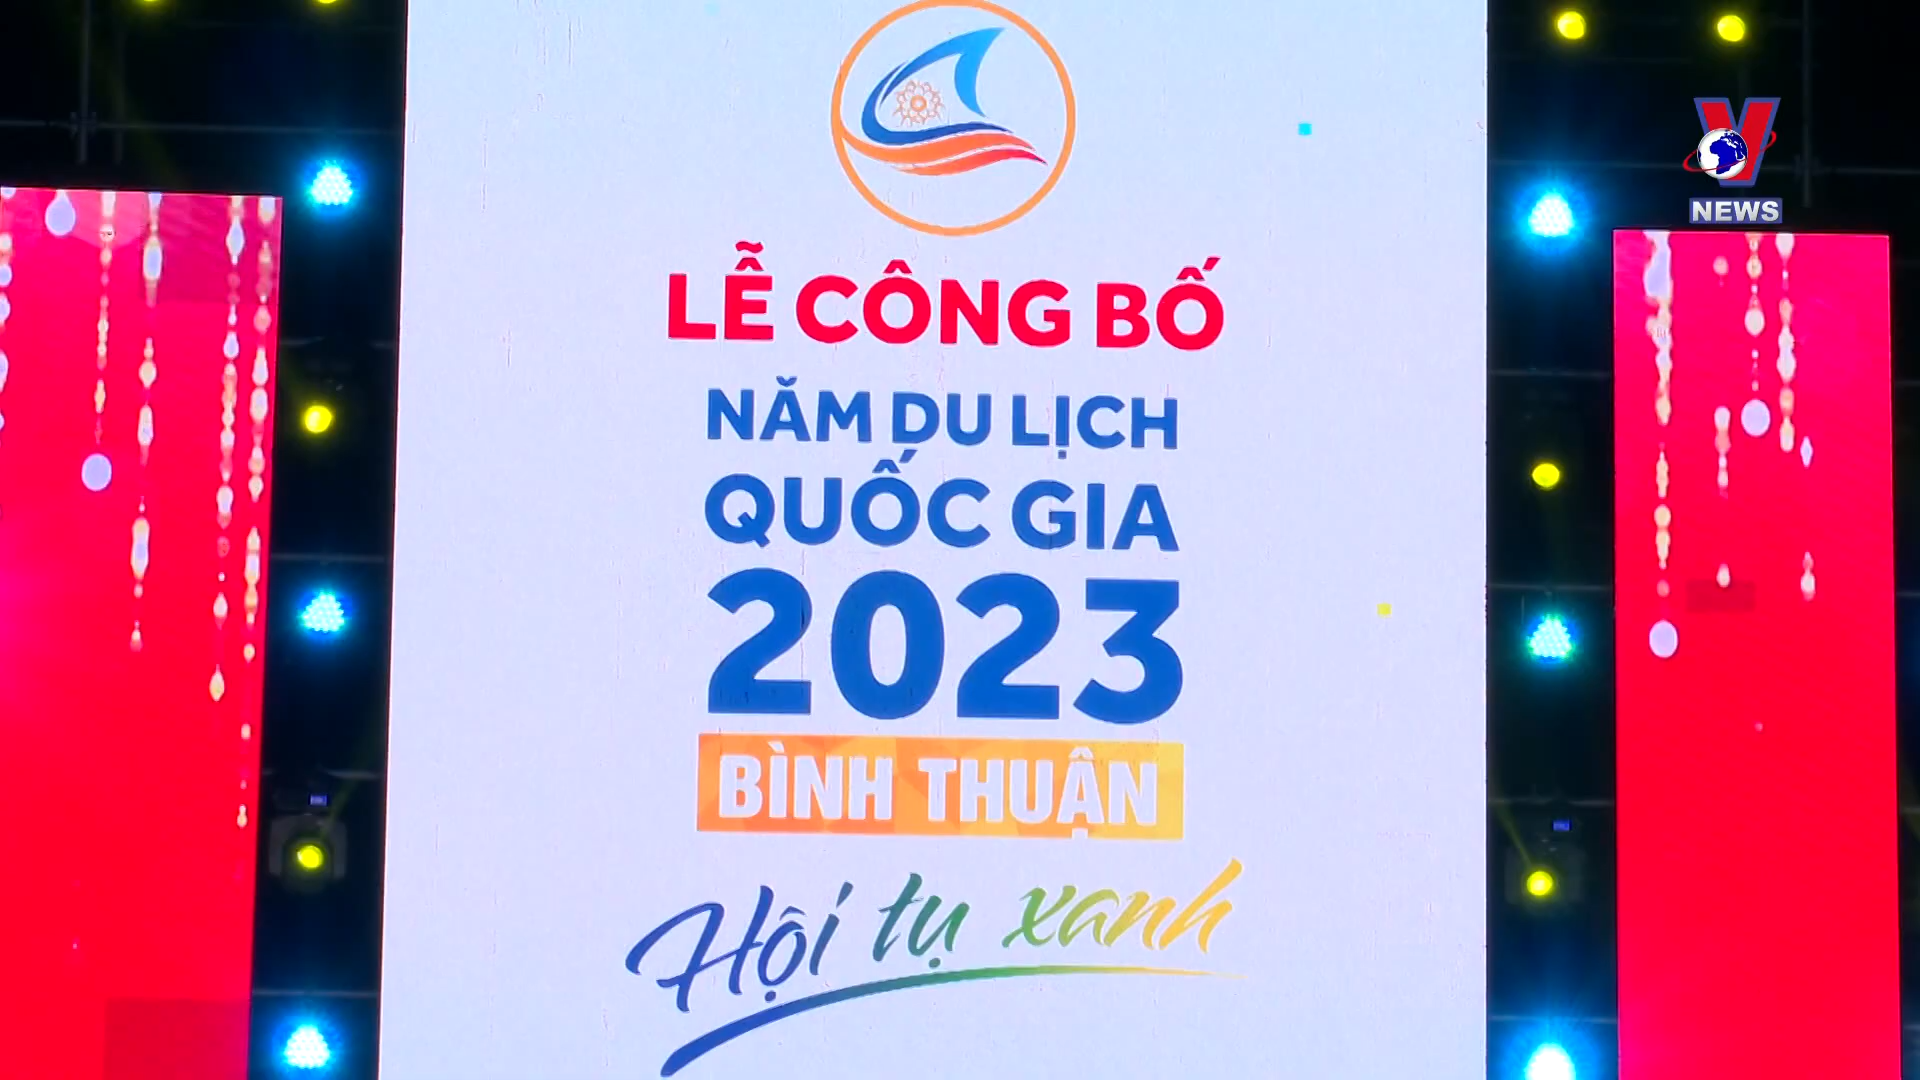 NEWS
LỄ CÔNG BỐ
NĂM DU LỊCH
QUỐC GIA
2023
BÌNH THUẬN
Hội tụ xanh